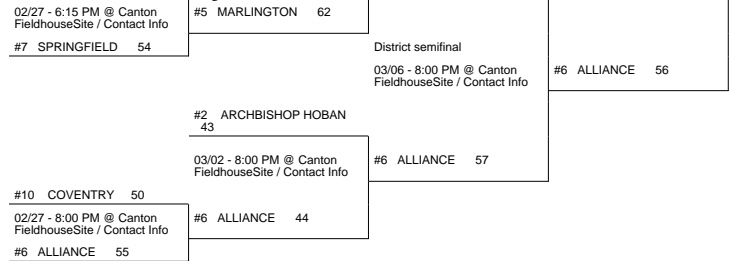 02/27 - 6:15 PM @ Canton
FieldhouseSite / Contact Info
#5 MARLINGTON 62
#7 SPRINGFIELD 54
District semifinal
03/06 - 8:00 PM @ Canton
FieldhouseSite / Contact Info
#6 ALLIANCE 56
#2 ARCHBISHOP HOBAN
43
03/02 - 8:00 PM @ Canton
FieldhouseSite / Contact Info
#6 ALLIANCE 57
#10 COVENTRY 50
02/27 - 8:00 PM @ Canton
FieldhouseSite / Contact Info
#6 ALLIANCE 44
#6 ALLIANCE 55